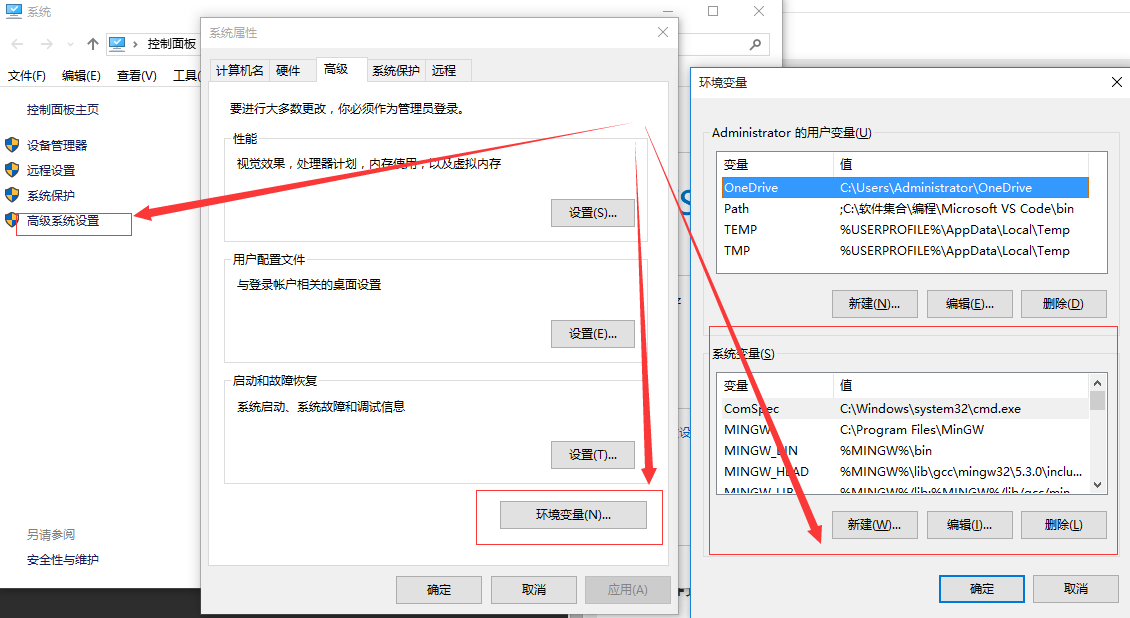 系统
控制面板
文件(F) 编辑(E) 查看(V) 工具(
控制面板主页
设备管理器
远程设置
系统保护
高级系统设置
另请参阅
安全性与维护
系统属性
计算机名 硬件 高级 系统保护 远程
要进行大多数更改，你必须作为管理员登录。
性能
视觉效果，处理器计划，内存使用，以及虚拟内存
设置(S)...
用户配置文件
与登录帐户相关的桌面设置
设置(E)...
启动和故障恢复
系统启动、系统故障和调试信息
设置(T)...
环境变量(N)...
确定 取消 应用(A)
设
环境变量
Administrator 的用户变量(U)
变量 值
OneDrive C:\Users\Administrator\OneDrive
Path ;C:\软件集合\编程\Microsoft VS Code\bin
TEMP %USERPROFILE%\AppData\Local\Temp
TMP %USERPROFILE%\AppData\Local\Temp
新建(N)... 编辑(E)... 删除(D)
系统变量(S)
变量 值
ComSpec C:\Windows\system32\cmd.exe
MINGW C:\Program Files\MinGW
MINGW_BIN %MINGW%\bin
MINGW_HEAD %MINGW%\lib\gcc\mingw32\5.3.0\inclu...
MINGW_LIB %MINGW%/lib;%MINGW%/lib/gcc/min...
新建(W)... 编辑(I)... 删除(L)
确定 取消